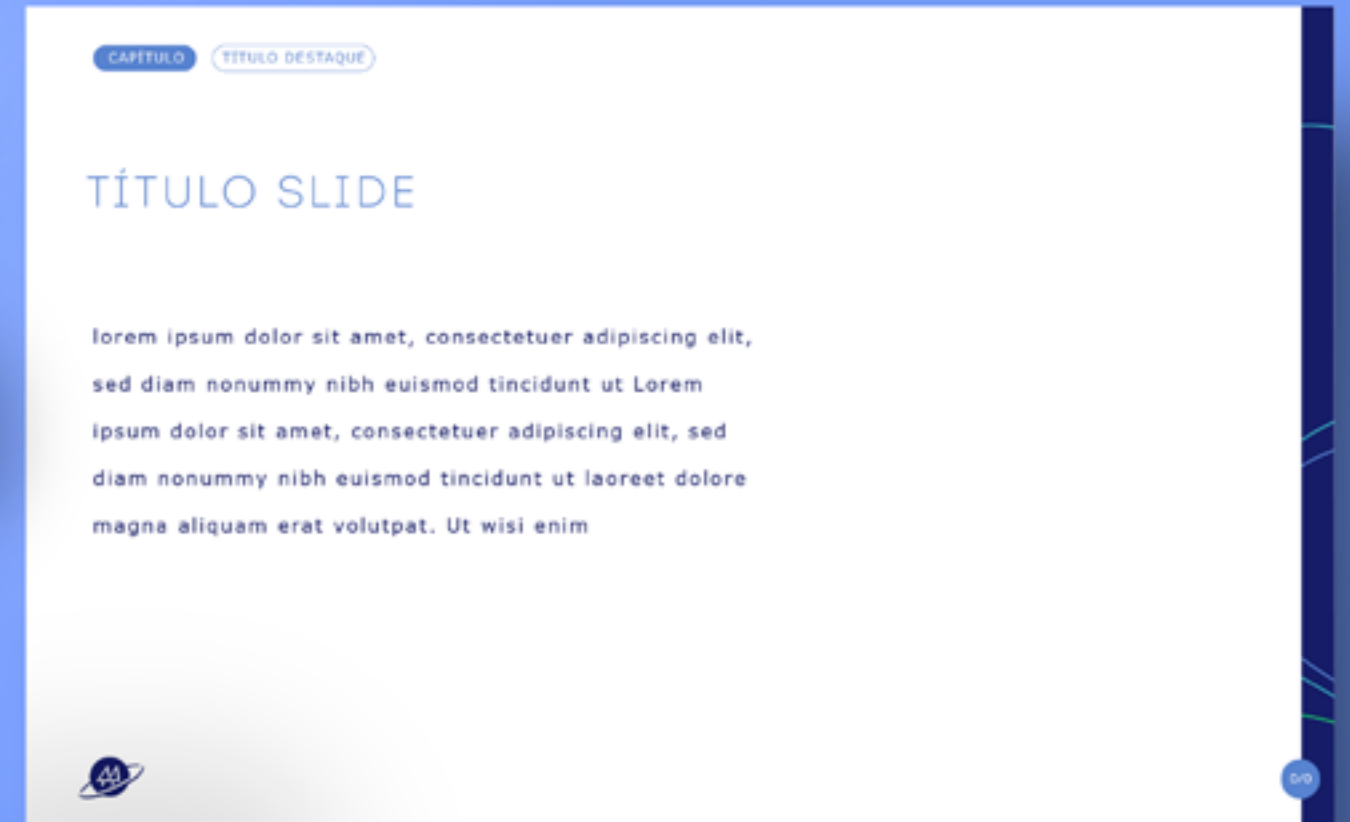 CAPÍTULO TÍTULO DESTAQUE
TÍTULO SLIDE
lorem ipsum dolor sit amet, consectetuer adipiscing elit,
sed diam nonummy nibh euismod tincidunt ut Lorem
ipsum dolor sit amet, consectetuer adipiscing elit, sed
diam nonummy nibh euismod tincidunt ut laoreet dolore
magna aliquam erat volutpat. Ut wisi enim
0/0